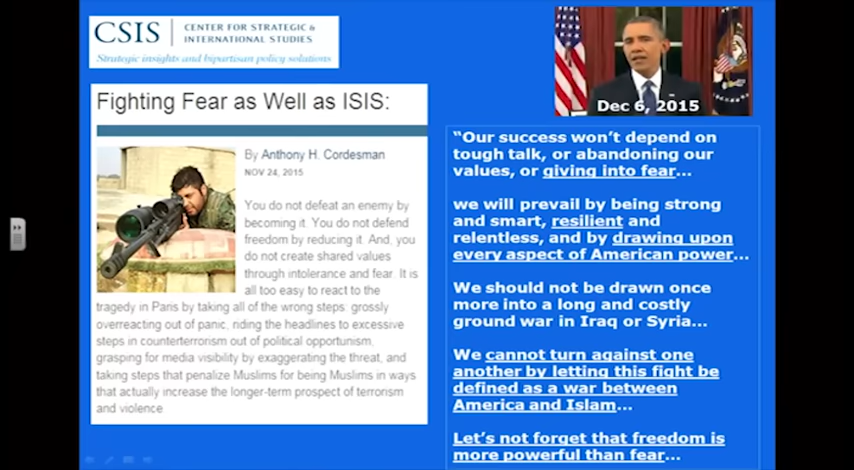 CSIS
CENTER FOR STRATEGIC &
INTERNATIONAL STUDIES
Strategic insights and bipartisan policy solutions
Fighting Fear as Well as ISIS:
By Anthony H. Cordesman
NOV 24, 2015
You do not defeat an enemy by
becoming it. You do not defend
freedom by reducing it. And, you
do not create shared values
through intolerance and fear. It is
all too easy to react to the
tragedy in Paris by taking all of the wrong steps: grossly
overreacting out of panic, riding the headlines to excessive
steps in counterterrorism out of political opportunism,
grasping for media visibility by exaggerating the threat, and
taking steps that penalize Muslims for being Muslims in ways
that actually increase the longer-term prospect of terrorism
and violence
Dec 6, 2015
“Our success won’t depend on
tough talk, or abandoning our
values, or giving into fear...
we will prevail by being strong
and smart, resilient and
relentless, and by drawing upon
every aspect of American power...
We should not be drawn once
more into a long and costly
ground war in Iraq or Syria...
We cannot turn against one
another by letting this fight be
defined as a war between
America and Islam...
Let’s not forget that freedom is
more powerful than fear...